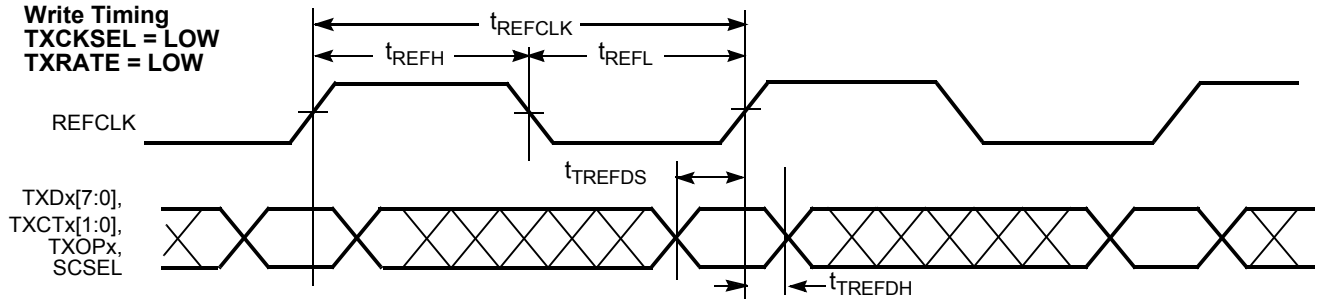 Write Timing
TXCKSEL = LOW
TXRATE = LOW
tREFCLK
tREFH
tREFL
REFCLK
tTREFDS
TXDx[7:0],
TXCTx[1:0],
TXOPx,
SCSEL
tTREFDH